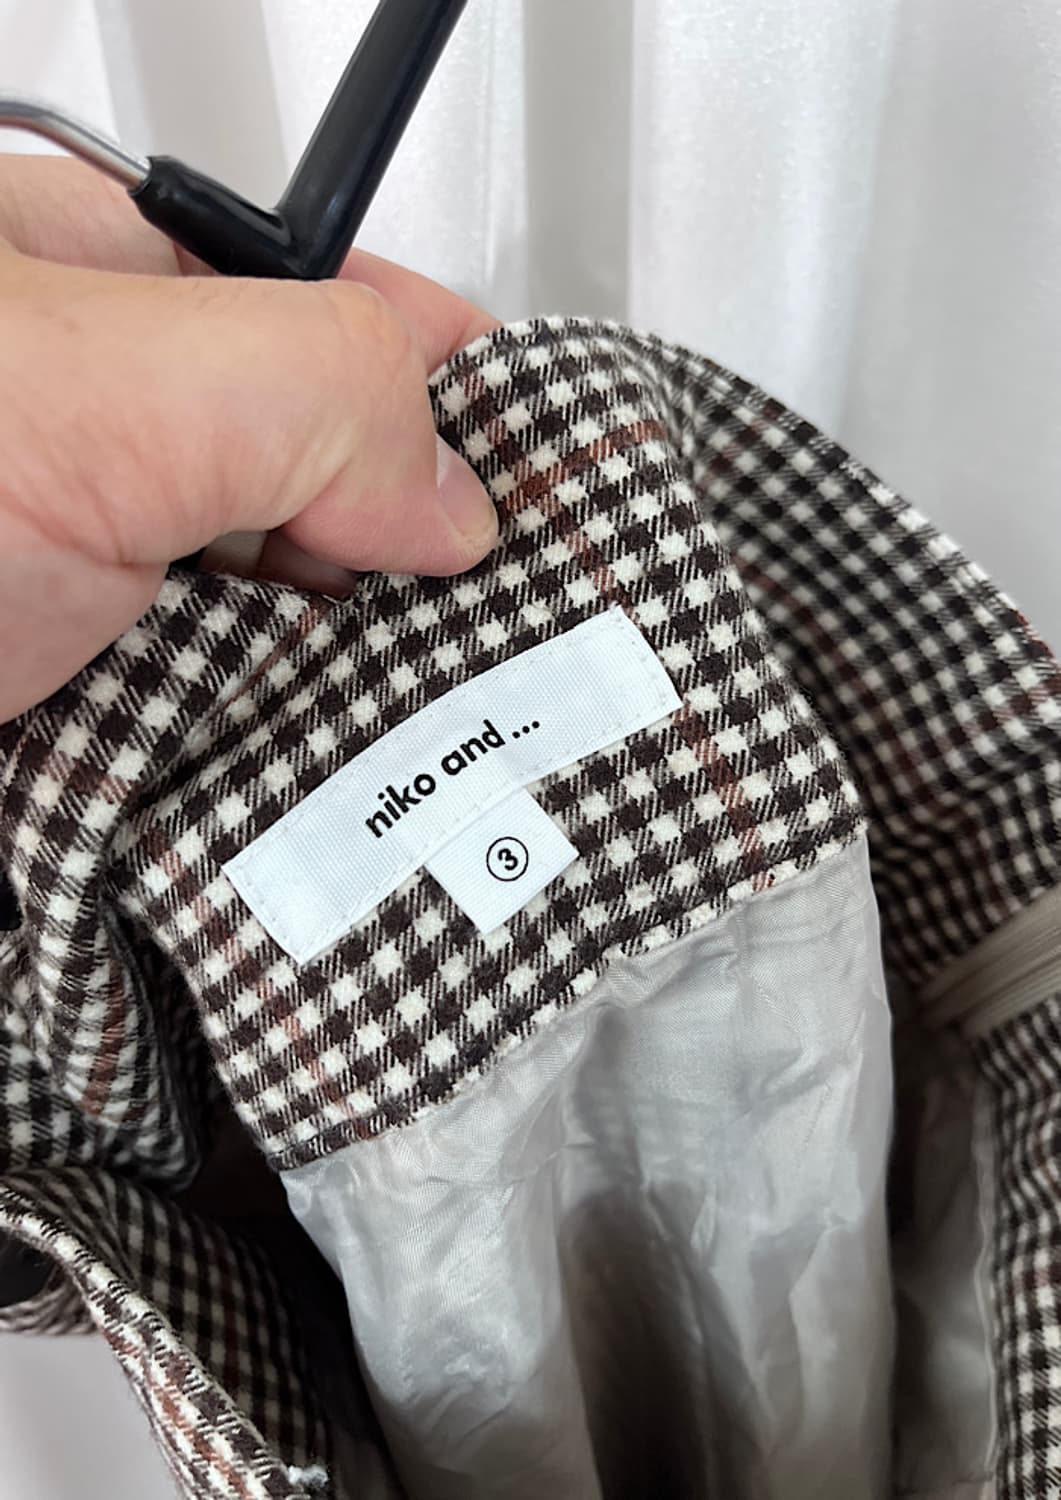 niko and ...
3